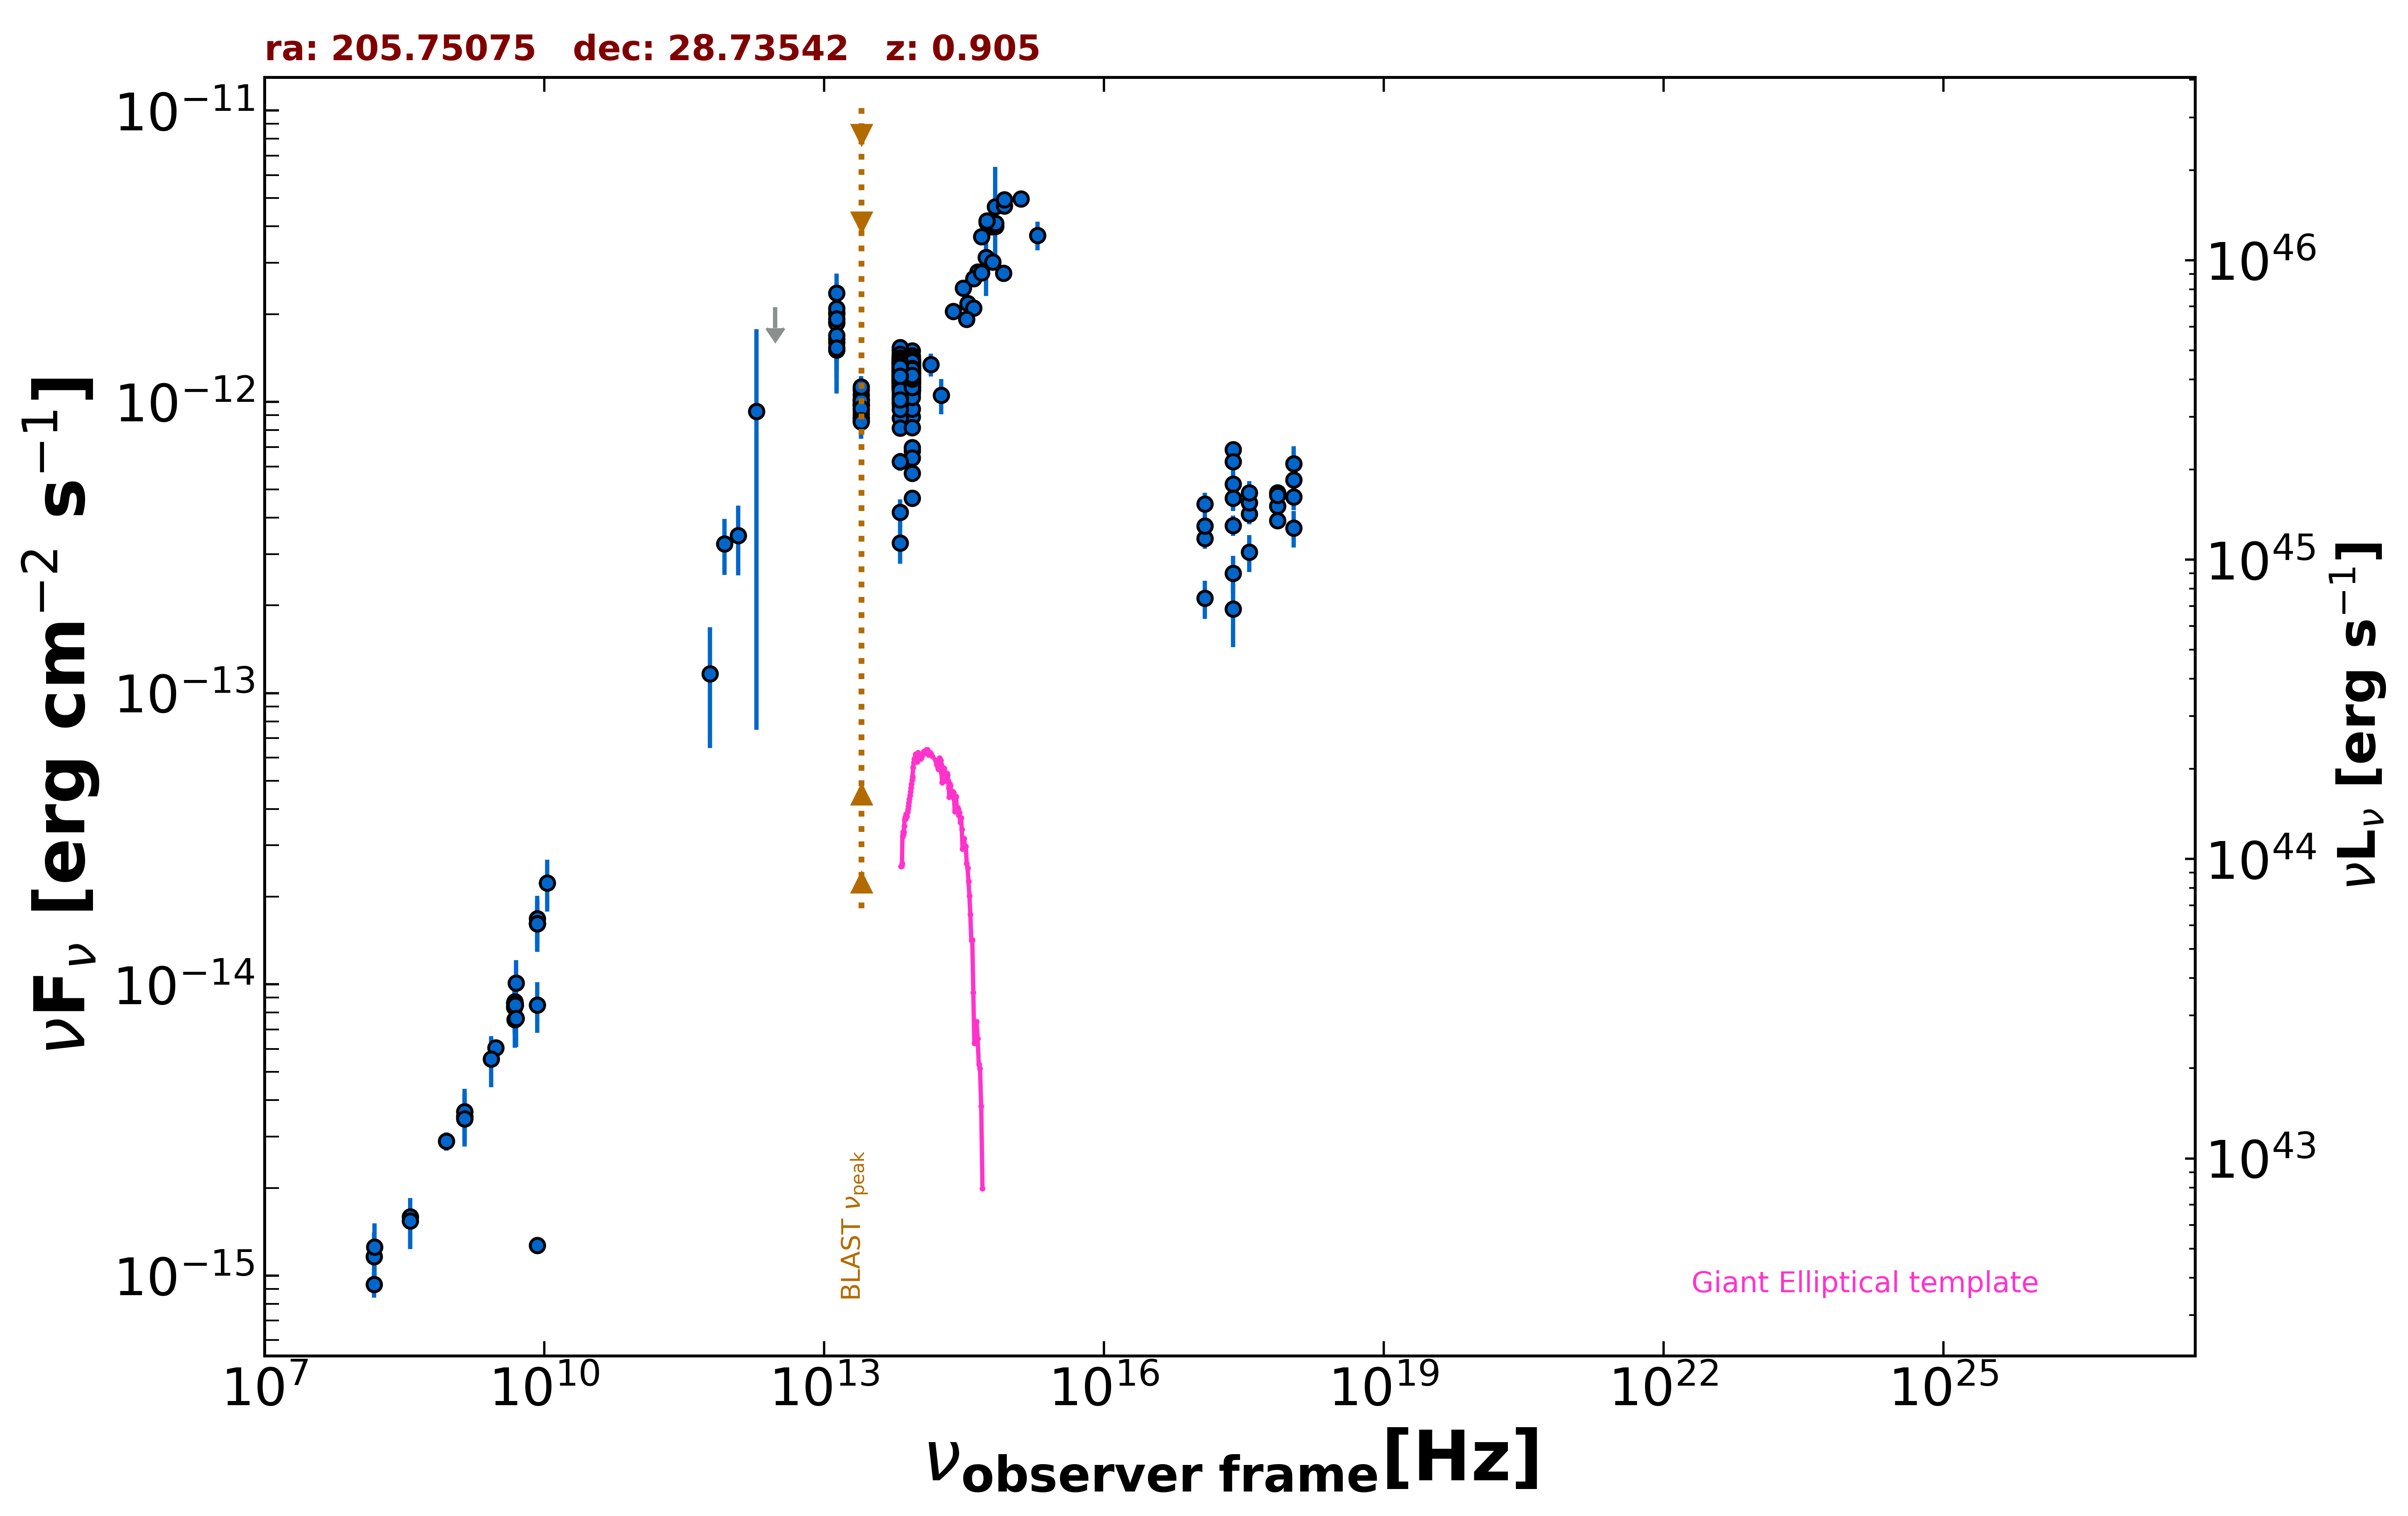 ra: 205.75075 dec: 28.73542 z: 0.905
10^−11
10^−12
10^−13
10^−14
10^−15
νF_ν [erg cm^−2 s^−1]
10^46
10^45
10^44
10^43
νL_ν [erg s^−1]
BLAST ν_peak
Giant Elliptical template
10^7 10^10 10^13 10^16 10^19 10^22 10^25
ν_observer frame [Hz]